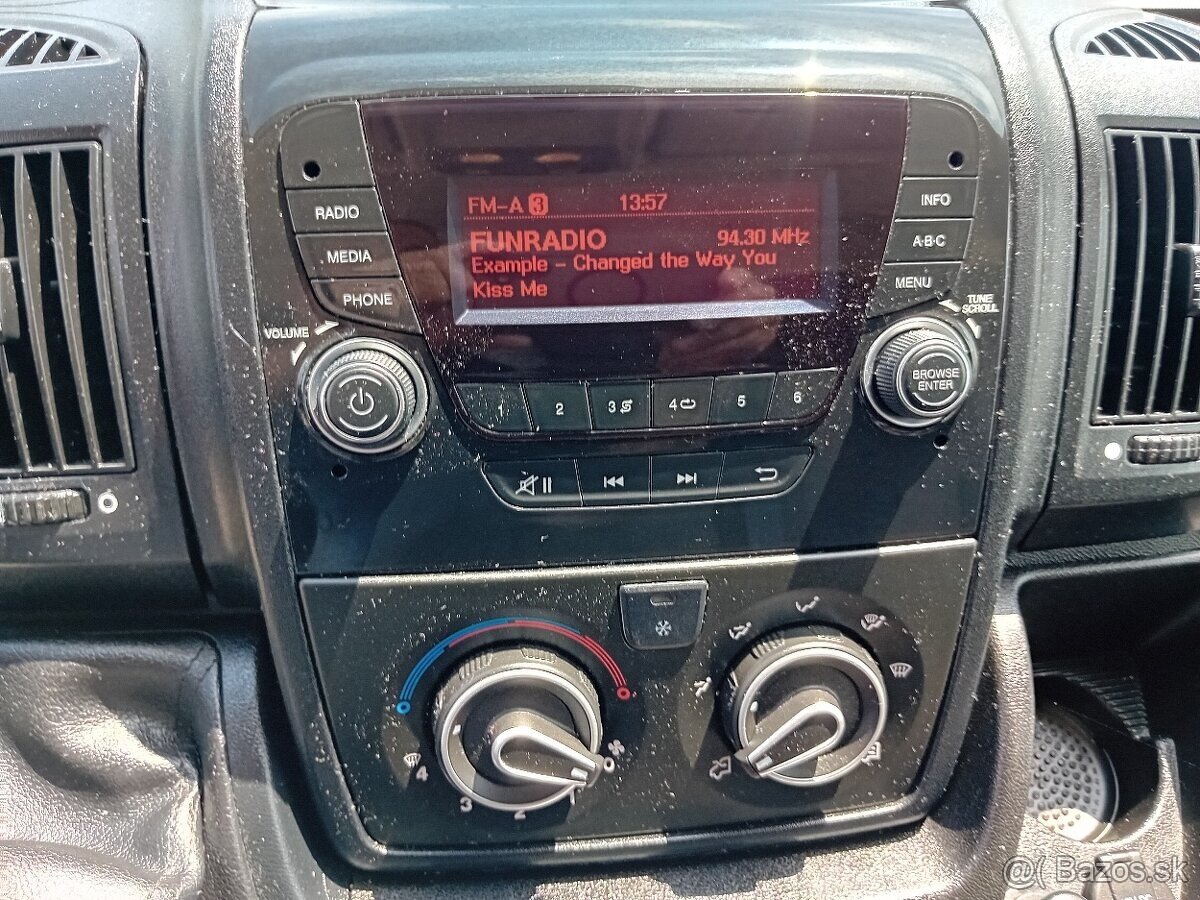 RADIO
MEDIA
PHONE
VOLUME
FM-A 3 13:57
FUNRADIO 94.30 MHz
Example - Changed the Way You
Kiss Me
INFO
A·B·C
MENU
TUNE
SCROLL
BROWSE
ENTER
1 2 3 4 5 6
0
1
2
3
4
@( Bazos.sk